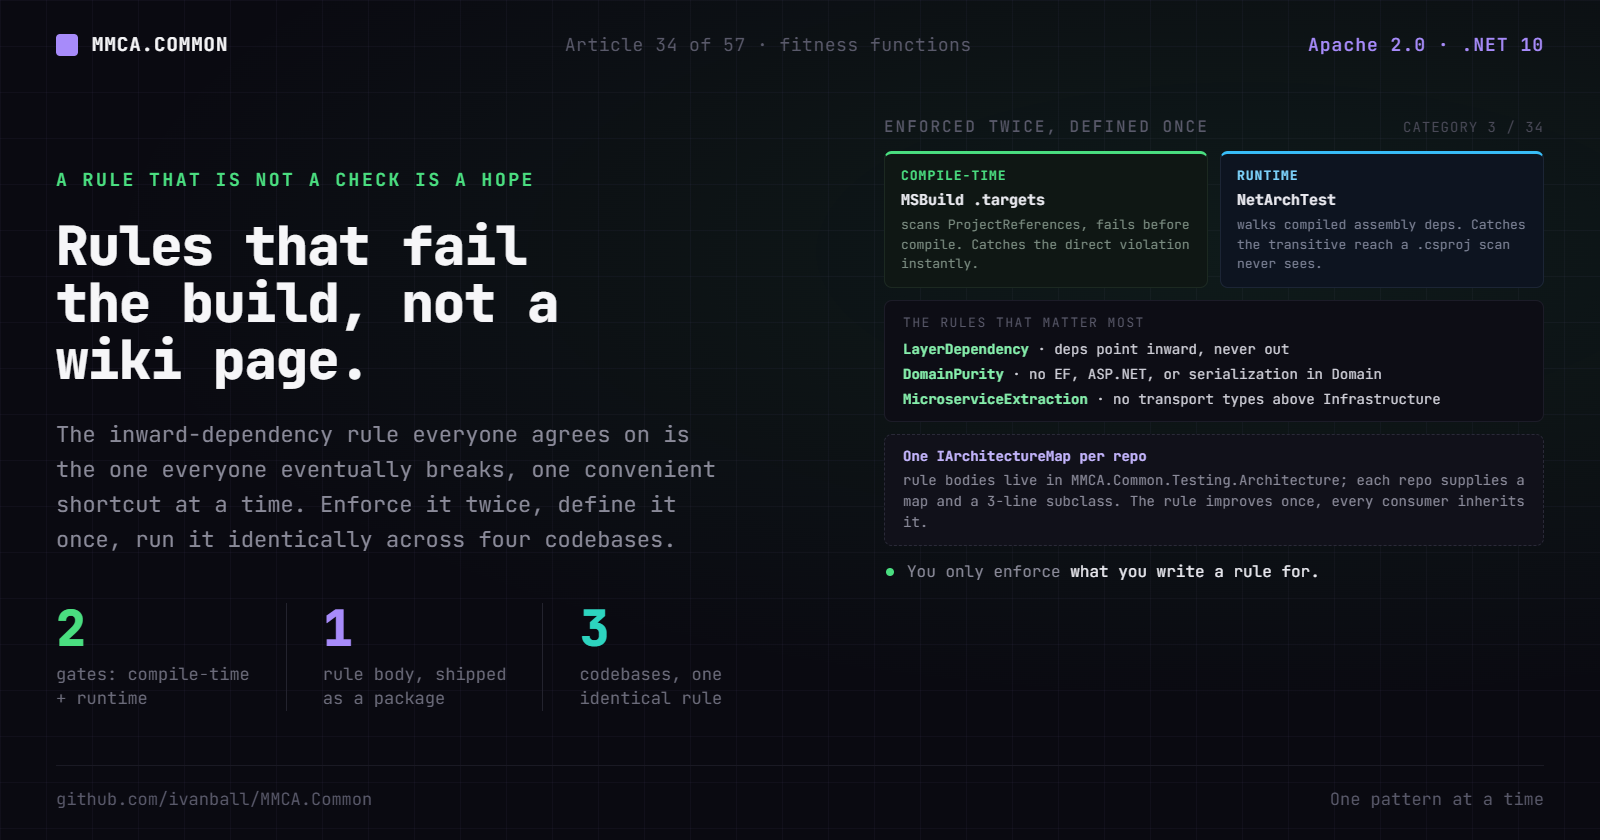 MMCA.COMMON
Article 34 of 57 · fitness functions
Apache 2.0 · .NET 10
A RULE THAT IS NOT A CHECK IS A HOPE
Rules that fail
the build, not a
wiki page.
The inward-dependency rule everyone agrees on is
the one everyone eventually breaks, one convenient
shortcut at a time. Enforce it twice, define it
once, run it identically across four codebases.
2
gates: compile-time
+ runtime
1
rule body, shipped
as a package
3
codebases, one
identical rule
ENFORCED TWICE, DEFINED ONCE
CATEGORY 3 / 34
COMPILE-TIME
MSBuild .targets
scans ProjectReferences, fails before
compile. Catches the direct violation
instantly.
RUNTIME
NetArchTest
walks compiled assembly deps. Catches
the transitive reach a .csproj scan
never sees.
THE RULES THAT MATTER MOST
LayerDependency · deps point inward, never out
DomainPurity · no EF, ASP.NET, or serialization in Domain
MicroserviceExtraction · no transport types above Infrastructure
One IArchitectureMap per repo
rule bodies live in MMCA.Common.Testing.Architecture; each repo supplies a
map and a 3-line subclass. The rule improves once, every consumer inherits
it.
You only enforce what you write a rule for.
github.com/ivanball/MMCA.Common
One pattern at a time